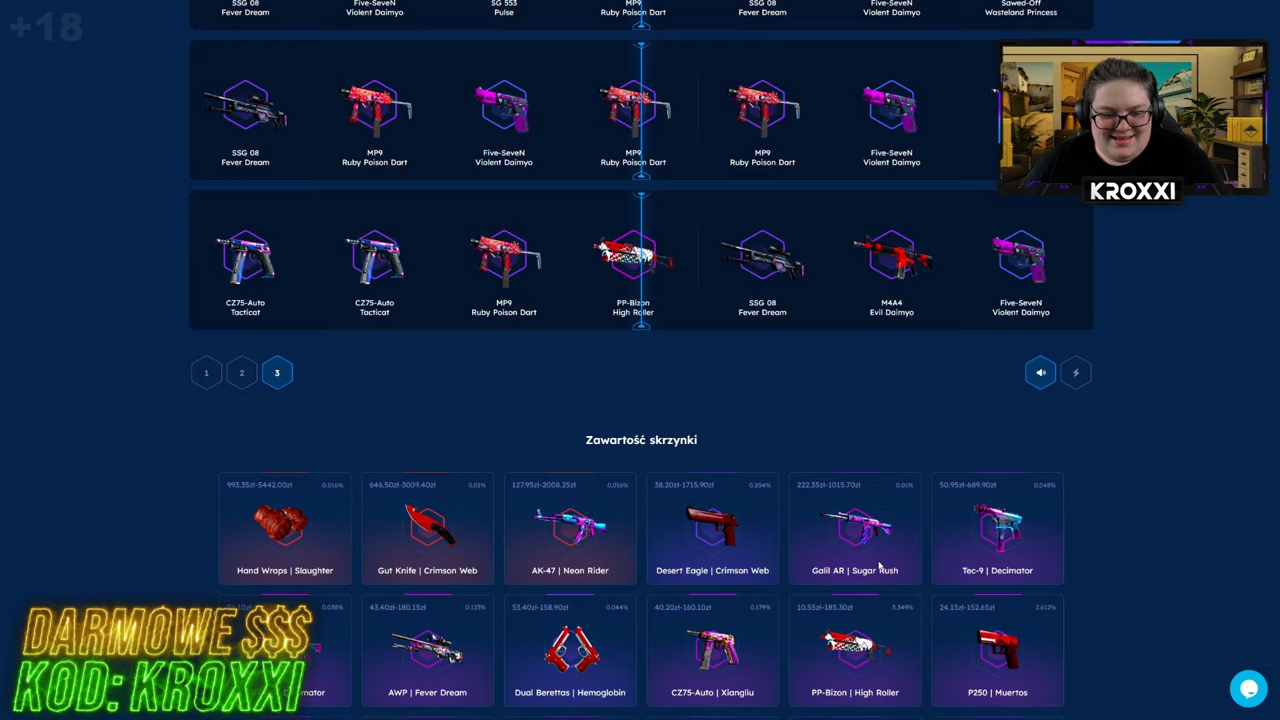 +18
SSG 08
Fever Dream
Five-SeveN
Violent Daimyo
SG 553
Pulse
MP9
Ruby Poison Dart
SSG 08
Fever Dream
Five-SeveN
Violent Daimyo
Sawed-Off
Wasteland Princess
SSG 08
Fever Dream
MP9
Ruby Poison Dart
Five-SeveN
Violent Daimyo
MP9
Ruby Poison Dart
MP9
Ruby Poison Dart
Five-SeveN
Violent Daimyo
KROXXI
CZ75-Auto
Tacticat
CZ75-Auto
Tacticat
MP9
Ruby Poison Dart
PP-Bizon
High Roller
SSG 08
Fever Dream
M4A4
Evil Daimyo
Five-SeveN
Violent Daimyo
1 2 3
Zawartość skrzynki
993.35zł-5442.00zł 0.016%
Hand Wraps | Slaughter
646.50zł-3009.40zł 0.01%
Gut Knife | Crimson Web
127.95zł-2008.25zł 0.016%
AK-47 | Neon Rider
38.20zł-1715.90zł 0.204%
Desert Eagle | Crimson Web
222.35zł-1015.70zł 0.01%
Galil AR | Sugar Rush
50.95zł-689.90zł 0.048%
Tec-9 | Decimator
0.038%
43.40zł-180.15zł 0.123%
AWP | Fever Dream
53.40zł-158.90zł 0.044%
Dual Berettas | Hemoglobin
40.20zł-160.10zł 0.179%
CZ75-Auto | Xiangliu
10.55zł-185.30zł 5.349%
PP-Bizon | High Roller
24.15zł-152.65zł 2.612%
P250 | Muertos
DARMOWE $$$
KOD: KROXXI